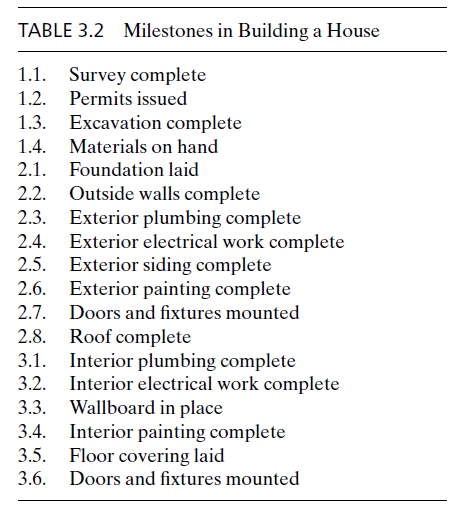 TABLE 3.2 Milestones in Building a House
1.1. Survey complete
1.2. Permits issued
1.3. Excavation complete
1.4. Materials on hand
2.1. Foundation laid
2.2. Outside walls complete
2.3. Exterior plumbing complete
2.4. Exterior electrical work complete
2.5. Exterior siding complete
2.6. Exterior painting complete
2.7. Doors and fixtures mounted
2.8. Roof complete
3.1. Interior plumbing complete
3.2. Interior electrical work complete
3.3. Wallboard in place
3.4. Interior painting complete
3.5. Floor covering laid
3.6. Doors and fixtures mounted